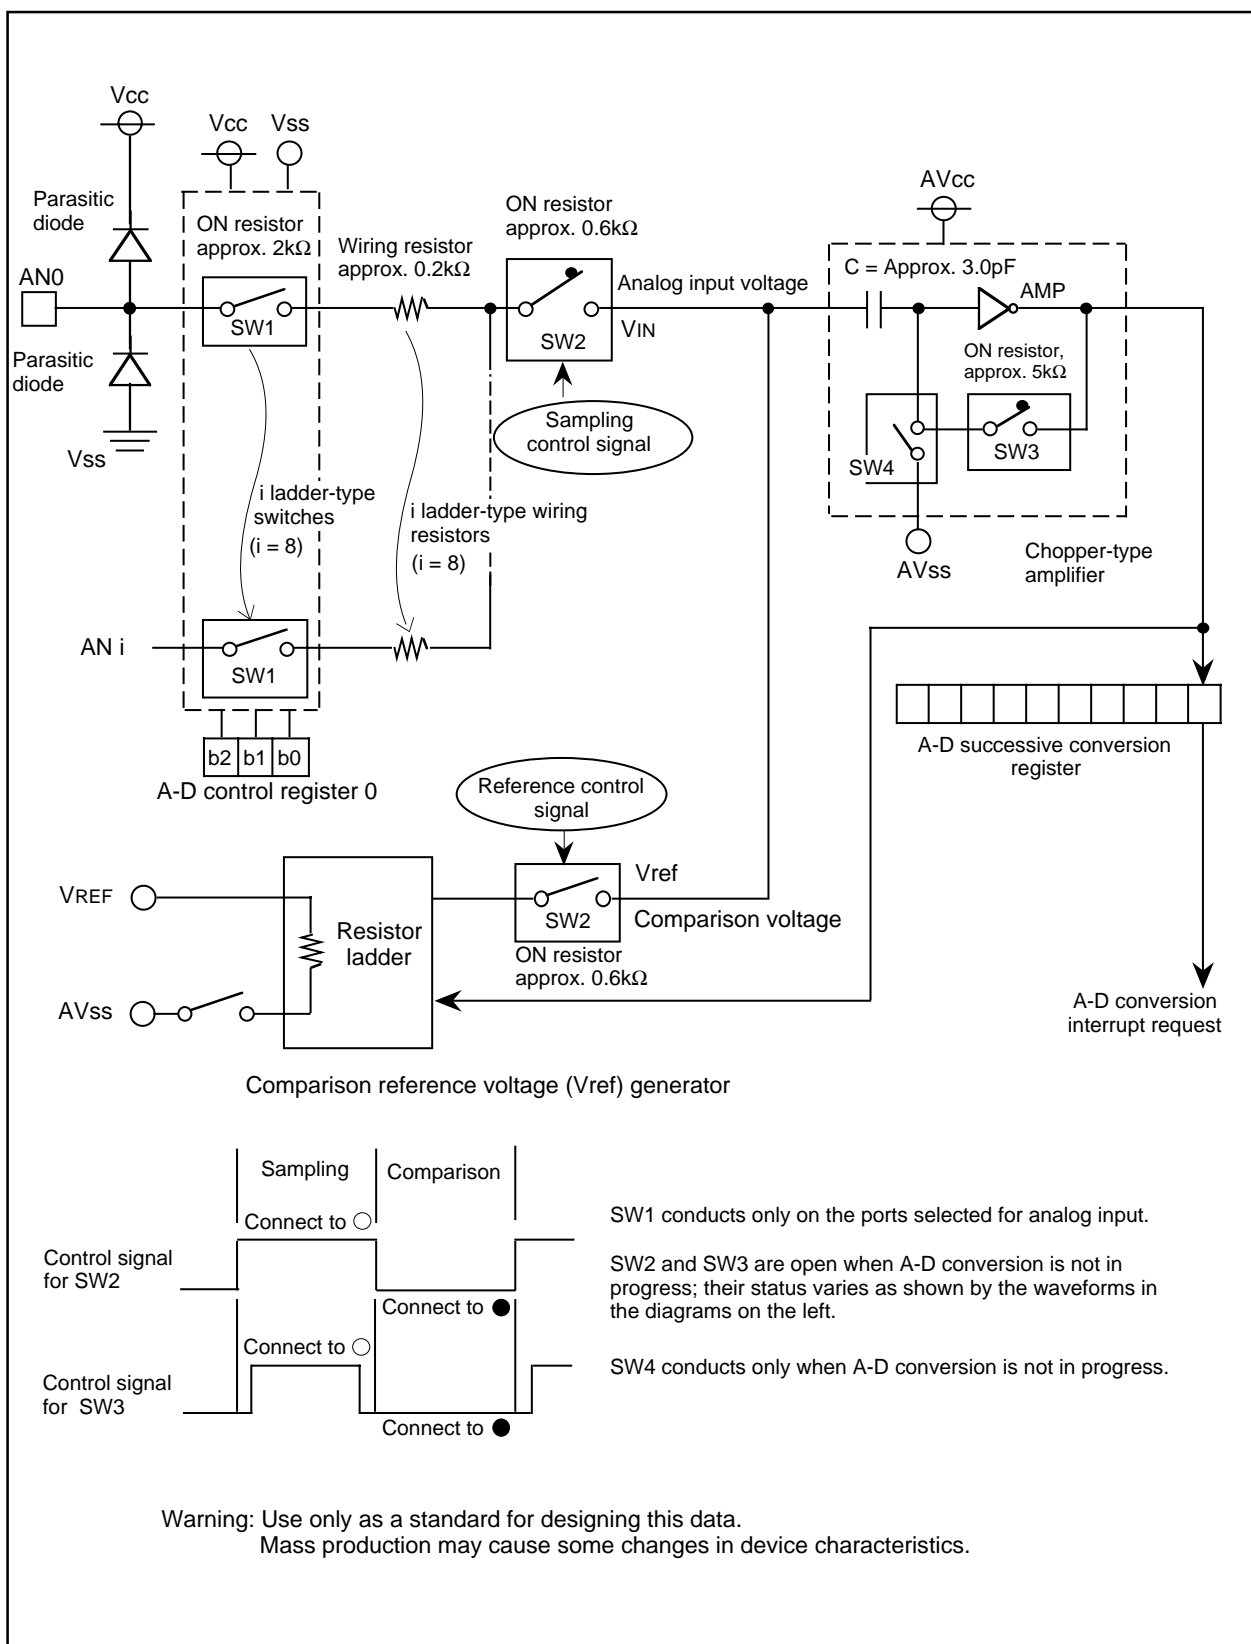 Vcc
Vcc
Vss
Parasitic
diode
ON resistor
approx. 2kΩ
Wiring resistor
approx. 0.2kΩ
ON resistor
approx. 0.6kΩ
AVcc
C = Approx. 3.0pF
AMP
AN0
SW1
Analog input voltage
VIN
SW2
ON resistor,
approx. 5kΩ
Parasitic
diode
Vss
Sampling
control signal
SW4
SW3
i ladder-type
switches
(i = 8)
i ladder-type wiring
resistors
(i = 8)
AVss
Chopper-type
amplifier
AN i
SW1
b2 b1 b0
A-D control register 0
A-D successive conversion
register
Reference control
signal
VREF
Resistor
ladder
SW2
Vref
Comparison voltage
ON resistor
approx. 0.6kΩ
AVss
A-D conversion
interrupt request
Comparison reference voltage (Vref) generator
Sampling
Comparison
Connect to ○
Control signal
for SW2
Connect to ●
Connect to ○
Control signal
for SW3
Connect to ●
SW1 conducts only on the ports selected for analog input.
SW2 and SW3 are open when A-D conversion is not in
progress; their status varies as shown by the waveforms in
the diagrams on the left.
SW4 conducts only when A-D conversion is not in progress.
Warning: Use only as a standard for designing this data.
Mass production may cause some changes in device characteristics.